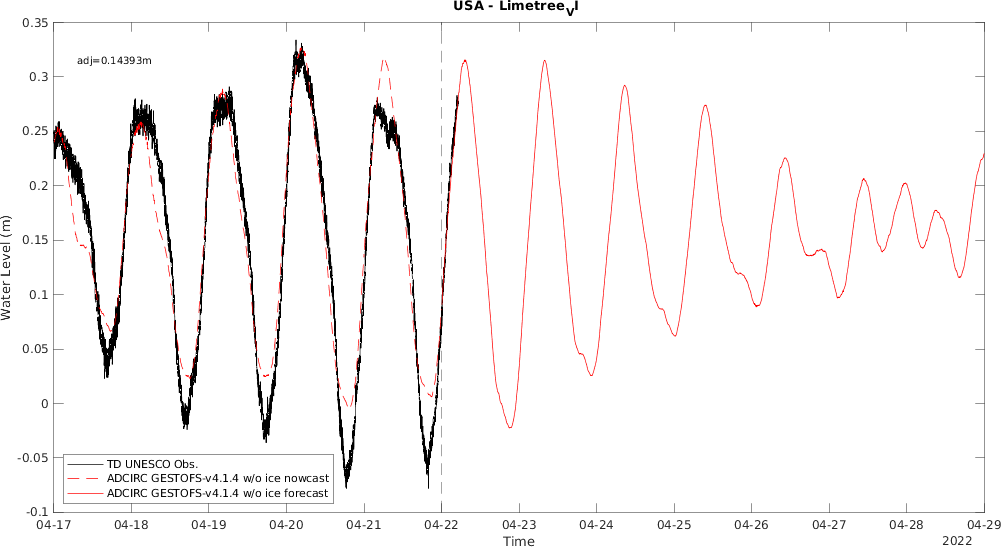 USA - Limetree_VI
0.35
0.3
0.25
0.2
0.15
0.1
0.05
0
-0.05
-0.1
Water Level (m)
adj=0.14393m
TD UNESCO Obs.
ADCIRC GESTOFS-v4.1.4 w/o ice nowcast
ADCIRC GESTOFS-v4.1.4 w/o ice forecast
04-17 04-18 04-19 04-20 04-21 04-22 04-23 04-24 04-25 04-26 04-27 04-28 04-29
Time
2022